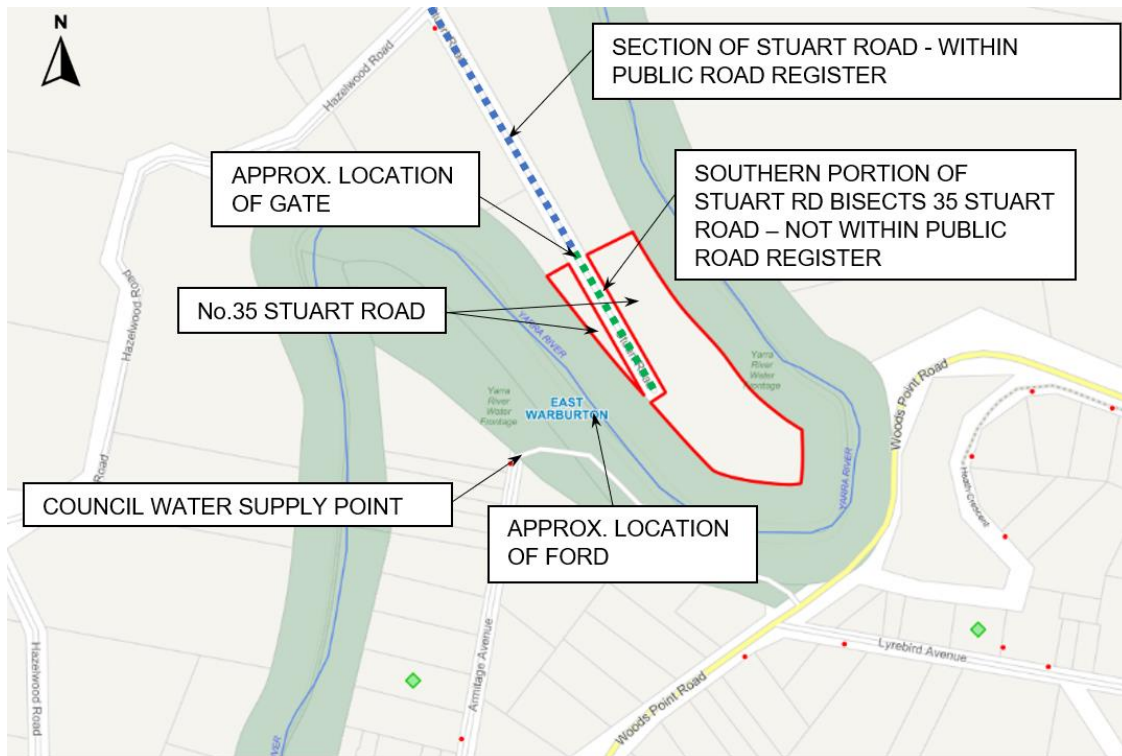 N
SECTION OF STUART ROAD - WITHIN
PUBLIC ROAD REGISTER
Hazelwood Road
APPROX. LOCATION
OF GATE
SOUTHERN PORTION OF
STUART RD BISECTS 35 STUART
ROAD – NOT WITHIN PUBLIC
ROAD REGISTER
Hazelwood Road
No.35 STUART ROAD
YARRA RIVER
Yarra
River
Water
Frontage
Yarra
River
Water
Frontage
EAST
WARBURTON
YARRA RIVER
Woods Point Road
Heath Crescent
Road
COUNCIL WATER SUPPLY POINT
APPROX. LOCATION
OF FORD
Armitage Avenue
Lyrebird Avenue
Hazelwood Road
Woods Point Road